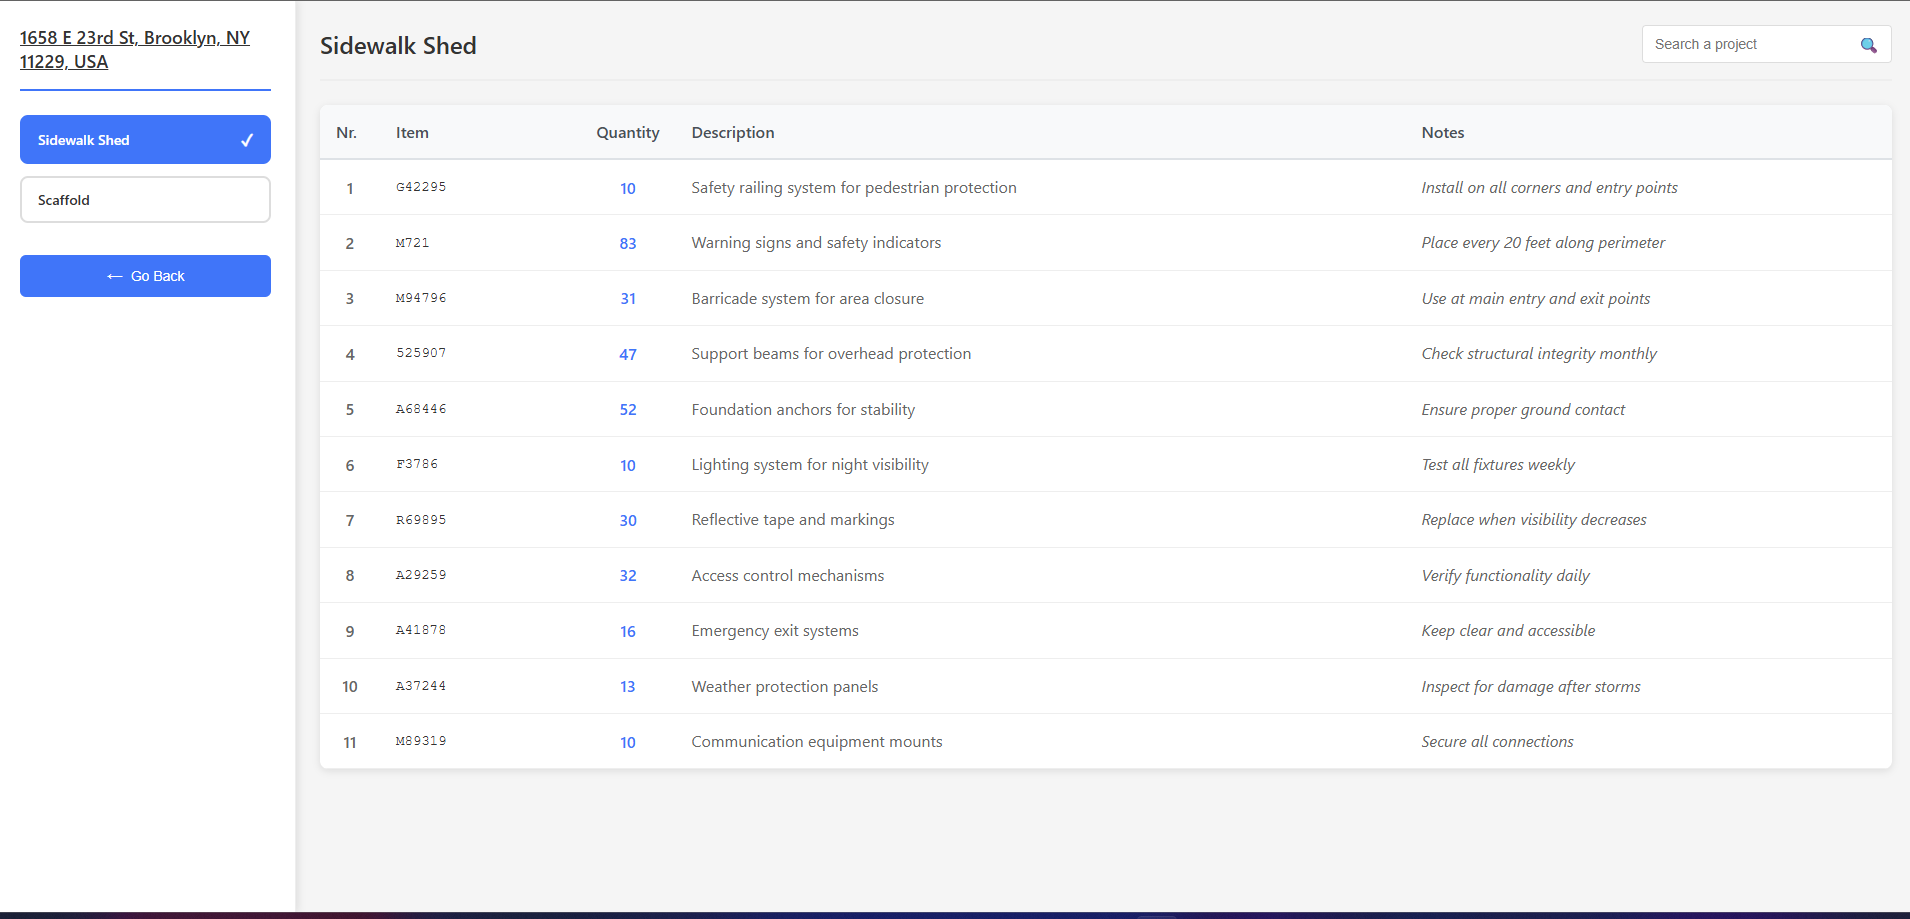 1658 E 23rd St, Brooklyn, NY
11229, USA
Sidewalk Shed ✓
Scaffold
← Go Back
Sidewalk Shed
Search a project
Nr. Item Quantity Description Notes
1 G42295 10 Safety railing system for pedestrian protection Install on all corners and entry points
2 M721 83 Warning signs and safety indicators Place every 20 feet along perimeter
3 M94796 31 Barricade system for area closure Use at main entry and exit points
4 525907 47 Support beams for overhead protection Check structural integrity monthly
5 A68446 52 Foundation anchors for stability Ensure proper ground contact
6 F3786 10 Lighting system for night visibility Test all fixtures weekly
7 R69895 30 Reflective tape and markings Replace when visibility decreases
8 A29259 32 Access control mechanisms Verify functionality daily
9 A41878 16 Emergency exit systems Keep clear and accessible
10 A37244 13 Weather protection panels Inspect for damage after storms
11 M89319 10 Communication equipment mounts Secure all connections